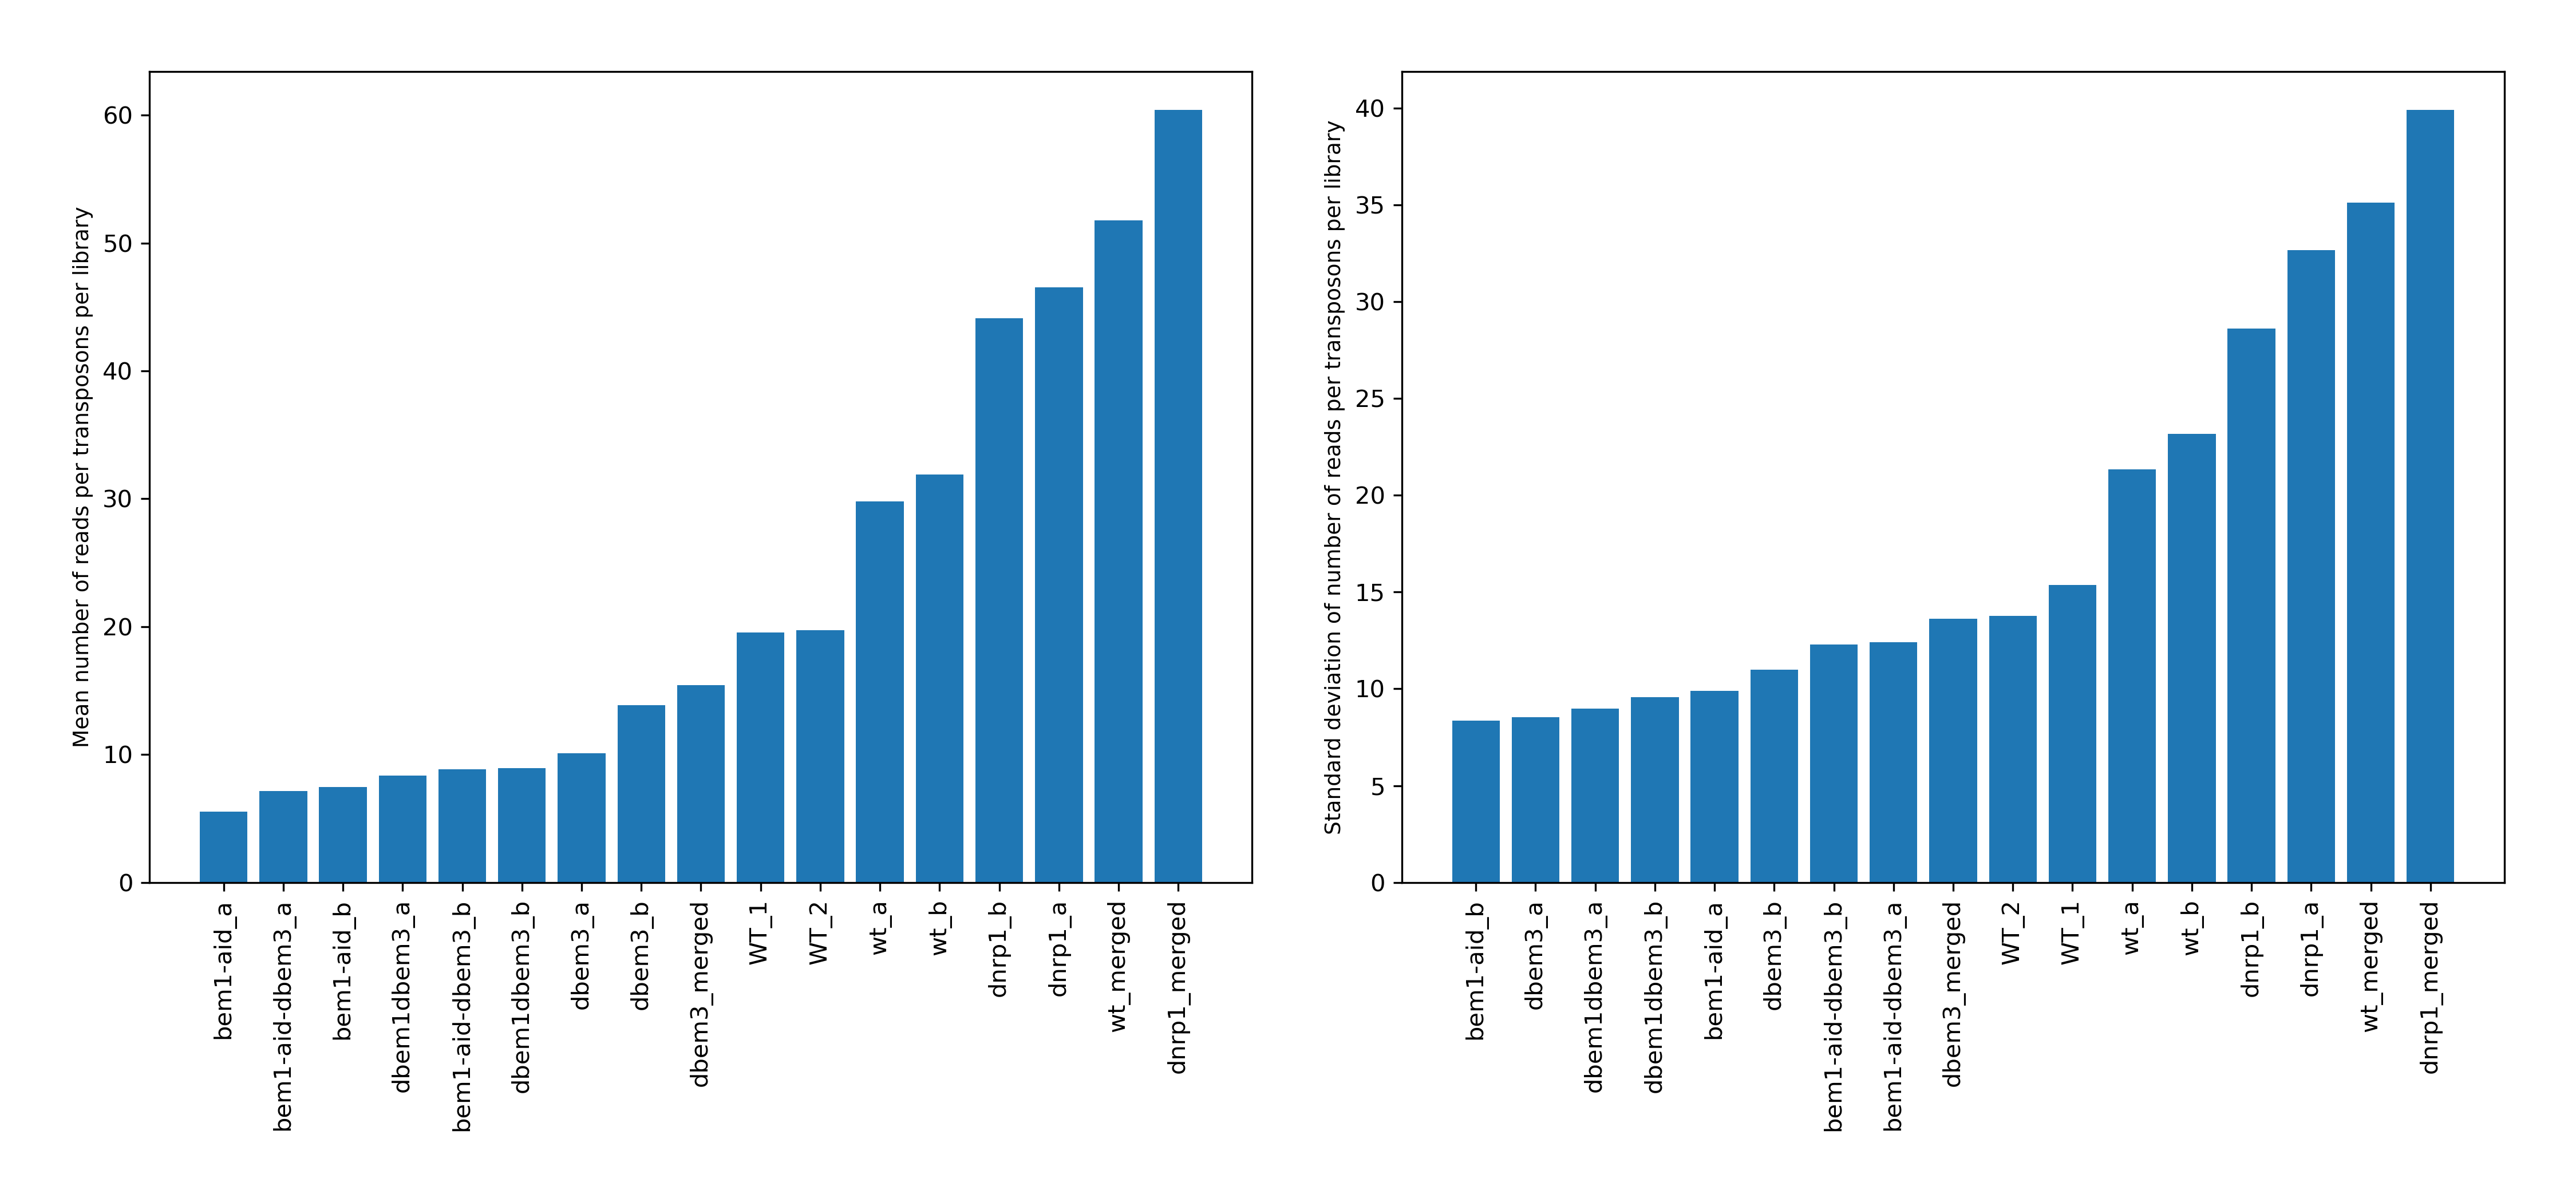 Mean number of reads per transposons per library
60
50
40
30
20
10
0
bem1-aid_a
bem1-aid-dbem3_a
bem1-aid_b
dbem1dbem3_a
bem1-aid-dbem3_b
dbem1dbem3_b
dbem3_a
dbem3_b
dbem3_merged
WT_1
WT_2
wt_a
wt_b
dnrp1_b
dnrp1_a
wt_merged
dnrp1_merged
Standard deviation of number of reads per transposons per library
40
35
30
25
20
15
10
5
0
bem1-aid_b
dbem3_a
dbem1dbem3_a
dbem1dbem3_b
bem1-aid_a
dbem3_b
bem1-aid-dbem3_b
bem1-aid-dbem3_a
dbem3_merged
WT_2
WT_1
wt_a
wt_b
dnrp1_b
dnrp1_a
wt_merged
dnrp1_merged